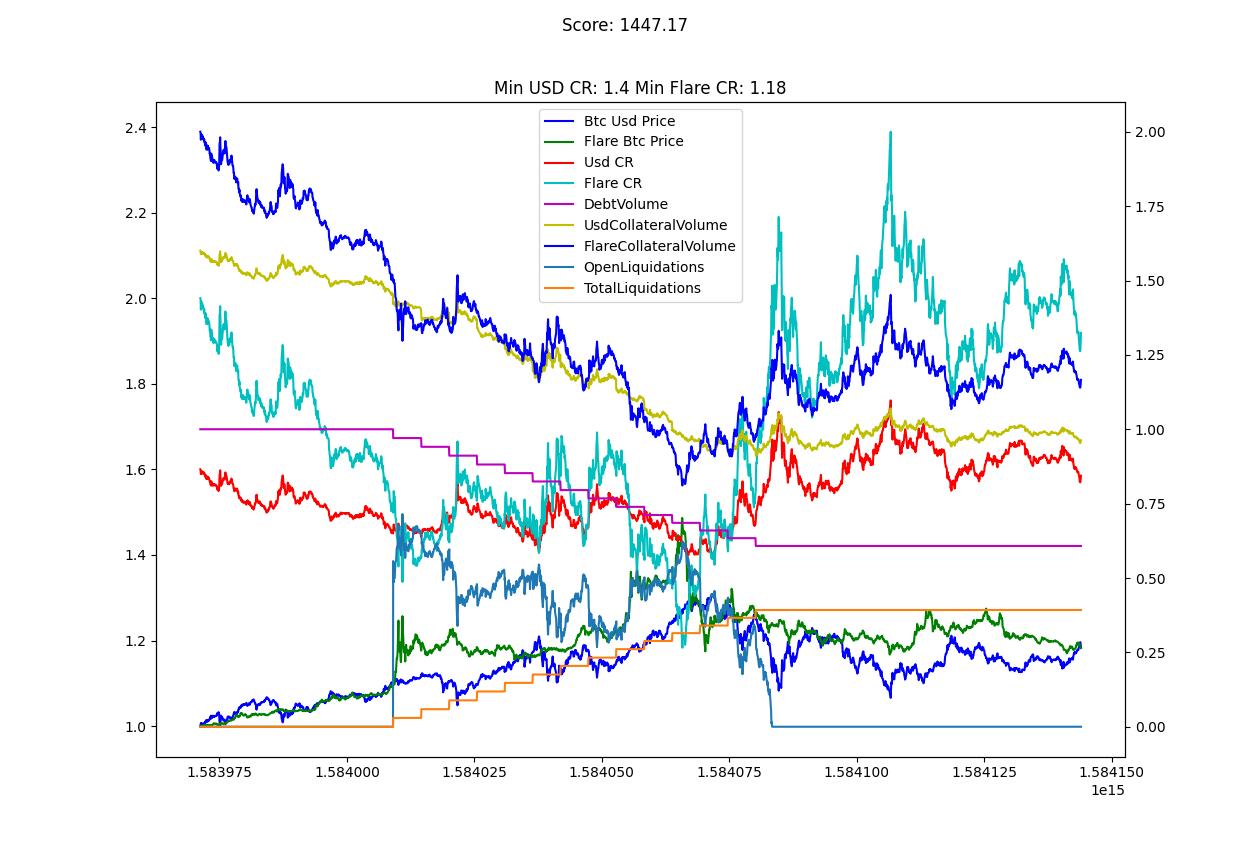 Score: 1447.17
Min USD CR: 1.4 Min Flare CR: 1.18
Btc Usd Price
Flare Btc Price
Usd CR
Flare CR
DebtVolume
UsdCollateralVolume
FlareCollateralVolume
OpenLiquidations
TotalLiquidations
2.4
2.2
2.0
1.8
1.6
1.4
1.2
1.0
2.00
1.75
1.50
1.25
1.00
0.75
0.50
0.25
0.00
1.583975 1.584000 1.584025 1.584050 1.584075 1.584100 1.584125 1.584150
1e15